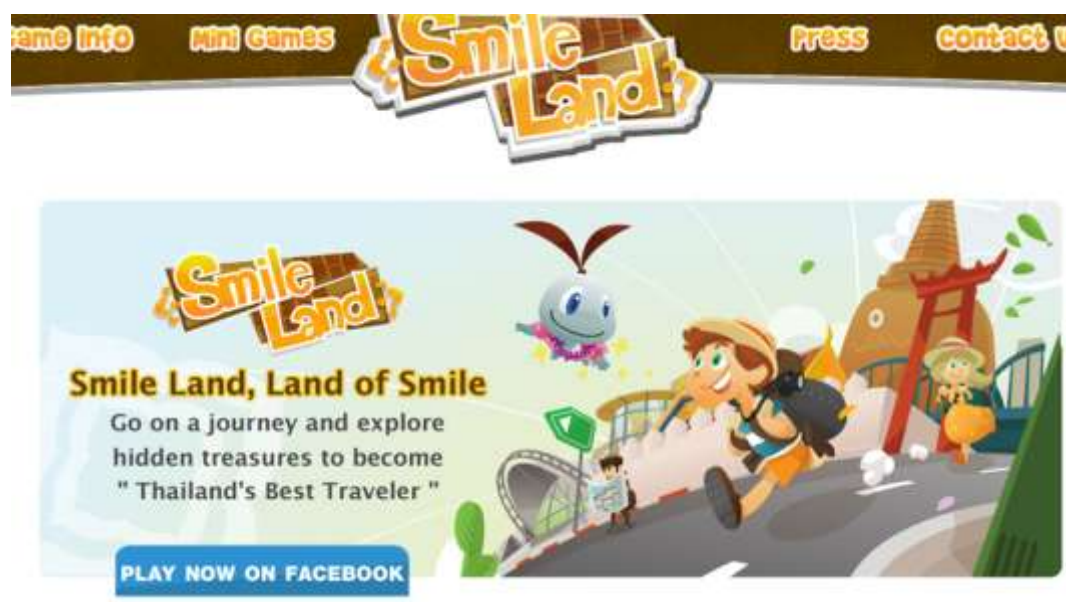 Game Info
Mini Games
Smile
Land
Press
Contact
Smile
Land
Smile Land, Land of Smile
Go on a journey and explore
hidden treasures to become
" Thailand's Best Traveler "
PLAY NOW ON FACEBOOK